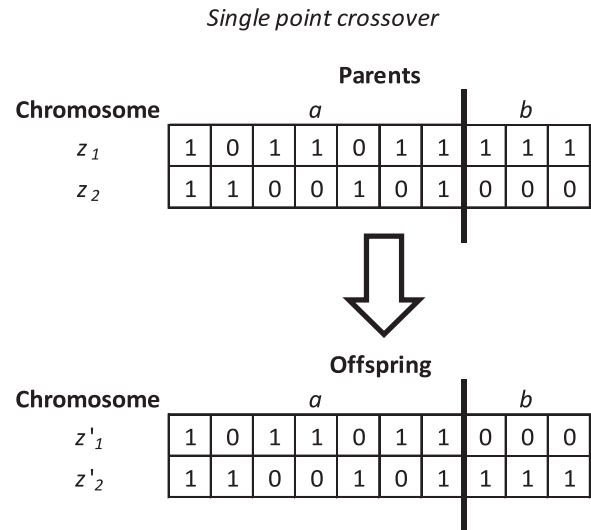 Single point crossover
Parents
Chromosome a b
z 1 1 0 1 1 0 1 1 1 1 1
z 2 1 1 0 0 1 0 1 0 0 0
Offspring
Chromosome a b
z'1 1 0 1 1 0 1 1 0 0 0
z'2 1 1 0 0 1 0 1 1 1 1